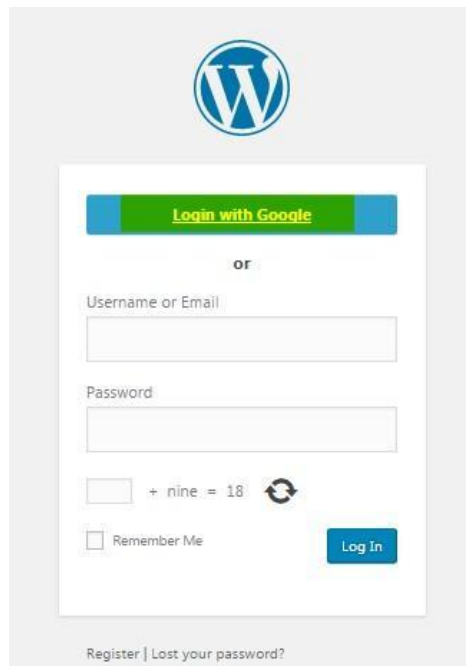 Login with Google
or
Username or Email
Password
+ nine = 18
Remember Me
Log In
Register | Lost your password?